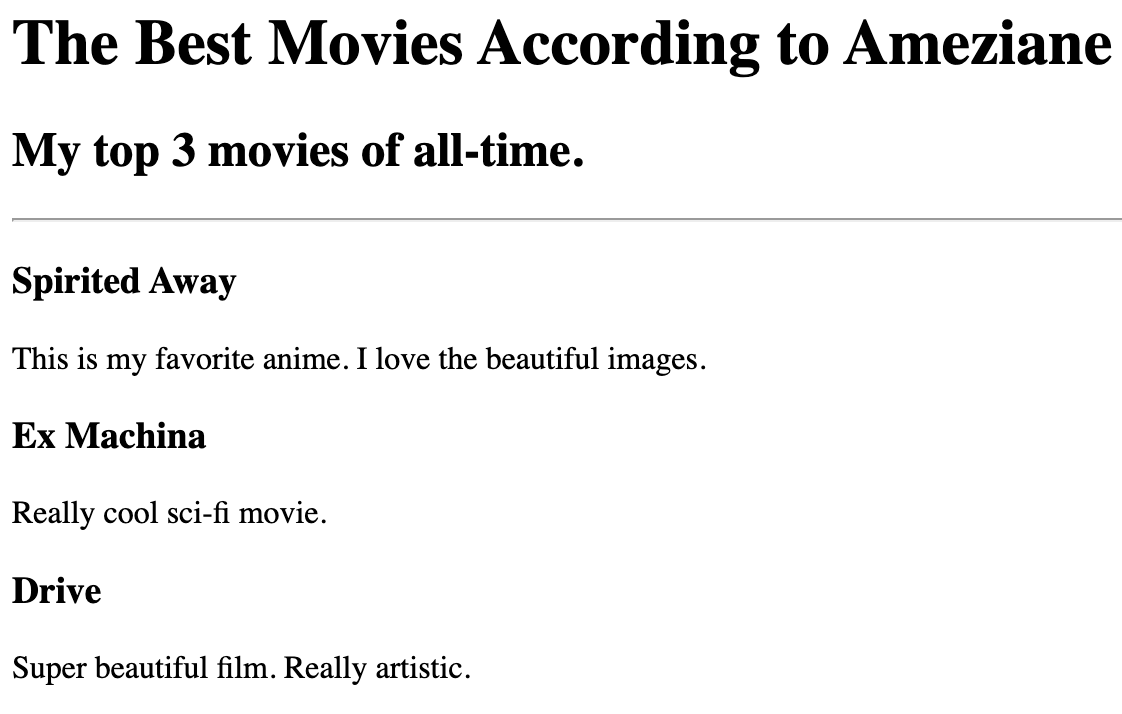 The Best Movies According to Ameziane
My top 3 movies of all-time.
Spirited Away
This is my favorite anime. I love the beautiful images.
Ex Machina
Really cool sci-fi movie.
Drive
Super beautiful film. Really artistic.